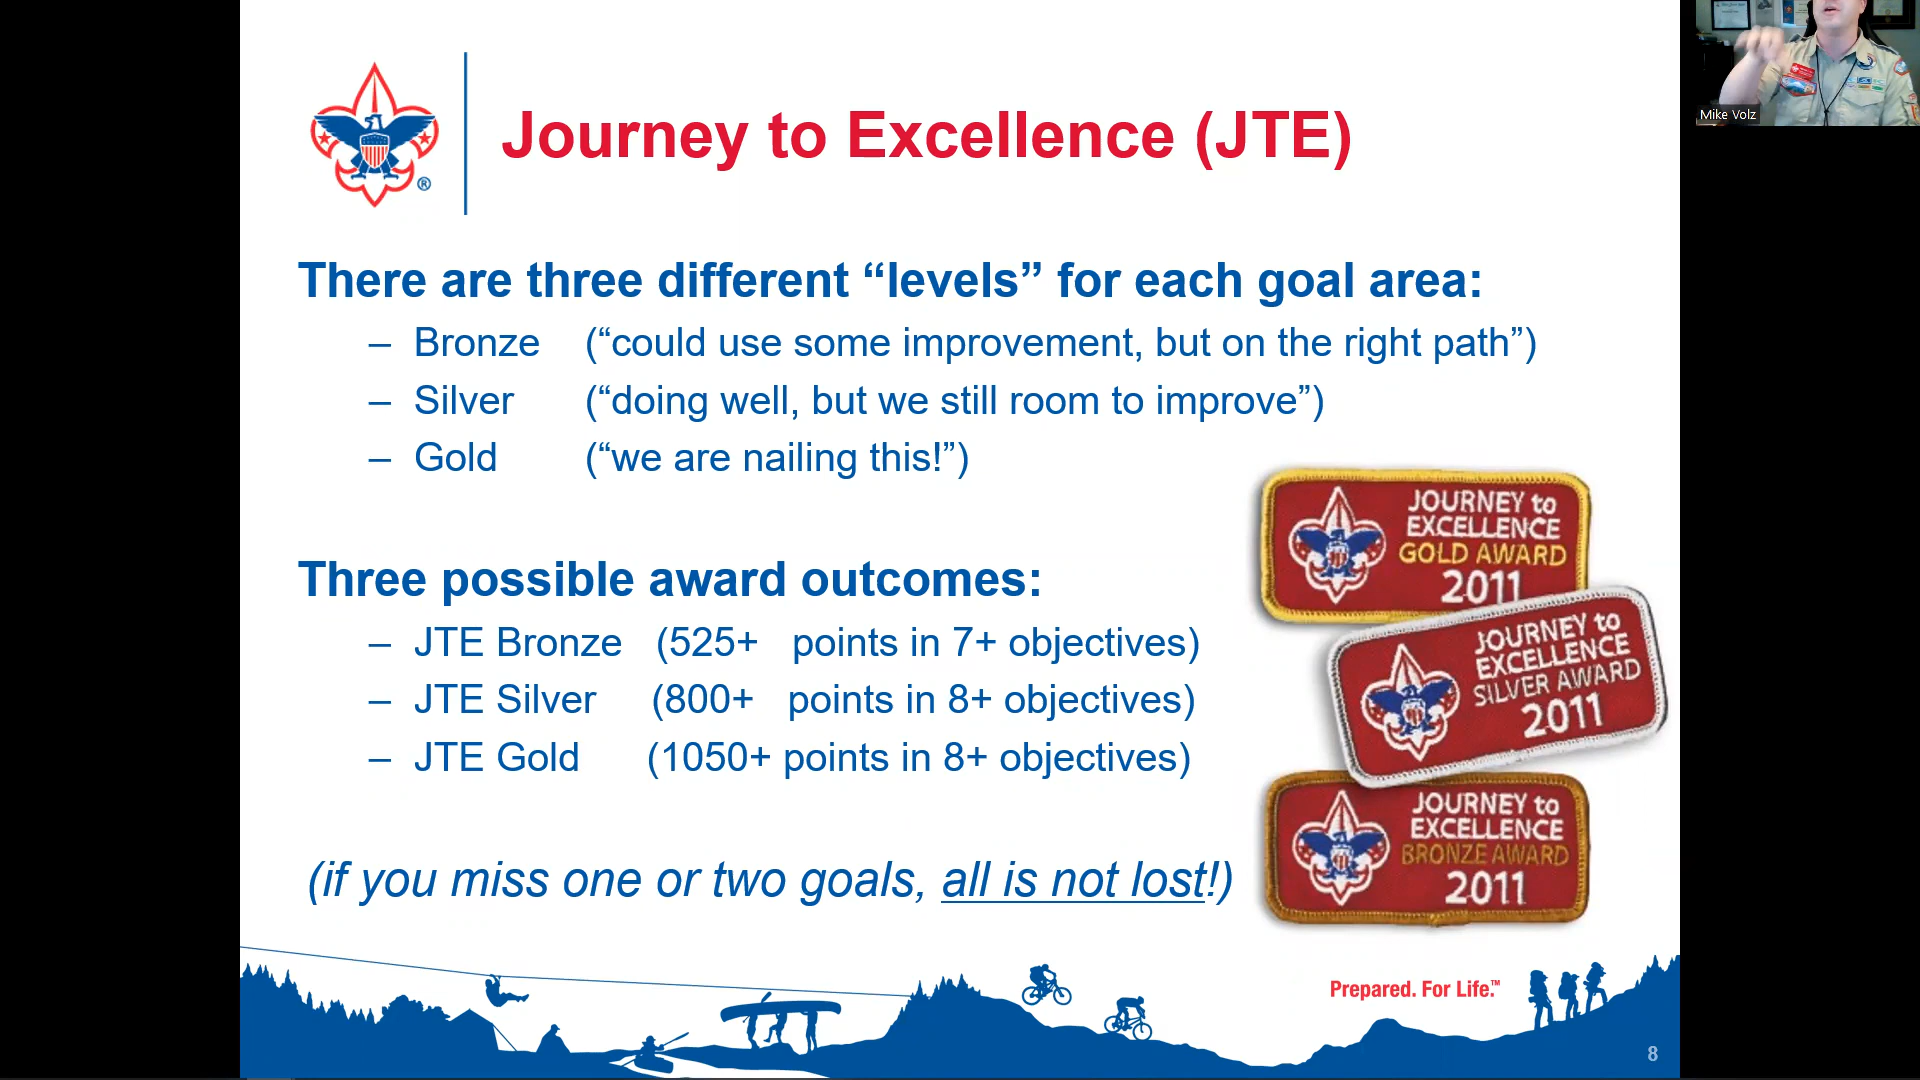 Journey to Excellence (JTE)
Mike Volz
There are three different “levels” for each goal area:
– Bronze (“could use some improvement, but on the right path”)
– Silver (“doing well, but we still room to improve”)
– Gold (“we are nailing this!”)
Three possible award outcomes:
– JTE Bronze (525+ points in 7+ objectives)
– JTE Silver (800+ points in 8+ objectives)
– JTE Gold (1050+ points in 8+ objectives)
(if you miss one or two goals, all is not lost!)
JOURNEY to
EXCELLENCE
GOLD AWARD
2011
JOURNEY to
EXCELLENCE
SILVER AWARD
2011
JOURNEY to
EXCELLENCE
BRONZE AWARD
2011
Prepared. For Life.™
8
®